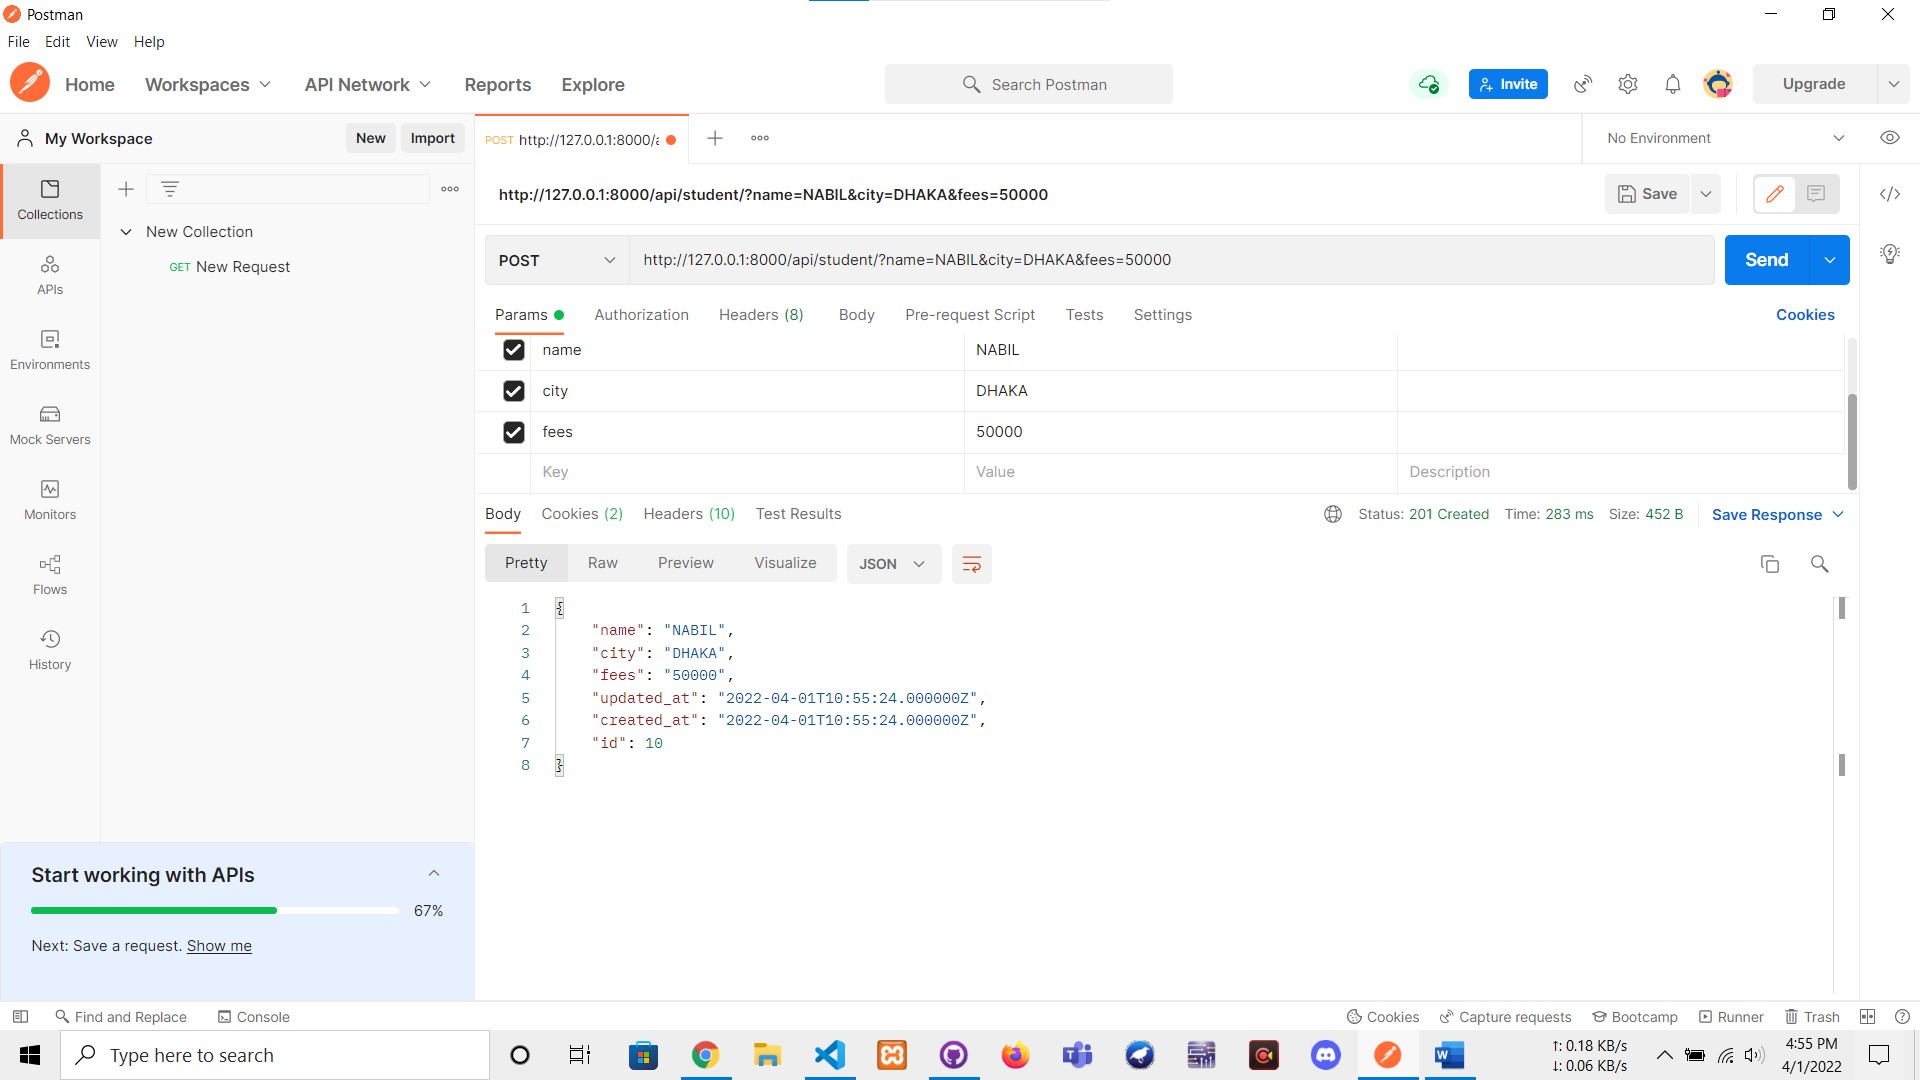 Postman
File Edit View Help
Home Workspaces API Network Reports Explore Search Postman Invite Upgrade
My Workspace New Import POST http://127.0.0.1:8000/a No Environment
http://127.0.0.1:8000/api/student/?name=NABIL&city=DHAKA&fees=50000 Save
Collections
New Collection
GET New Request
APIs
Environments
Mock Servers
Monitors
Flows
History
POST http://127.0.0.1:8000/api/student/?name=NABIL&city=DHAKA&fees=50000 Send
Params Authorization Headers (8) Body Pre-request Script Tests Settings Cookies
name NABIL
city DHAKA
fees 50000
Key Value Description
Body Cookies (2) Headers (10) Test Results Status: 201 Created Time: 283 ms Size: 452 B Save Response
Pretty Raw Preview Visualize JSON
1 {
2 "name": "NABIL",
3 "city": "DHAKA",
4 "fees": "50000",
5 "updated_at": "2022-04-01T10:55:24.000000Z",
6 "created_at": "2022-04-01T10:55:24.000000Z",
7 "id": 10
8 }
Start working with APIs
67%
Next: Save a request. Show me
Find and Replace Console Cookies Capture requests Bootcamp Runner Trash
Type here to search
↑: 0.18 KB/s
↓: 0.06 KB/s
4:55 PM
4/1/2022